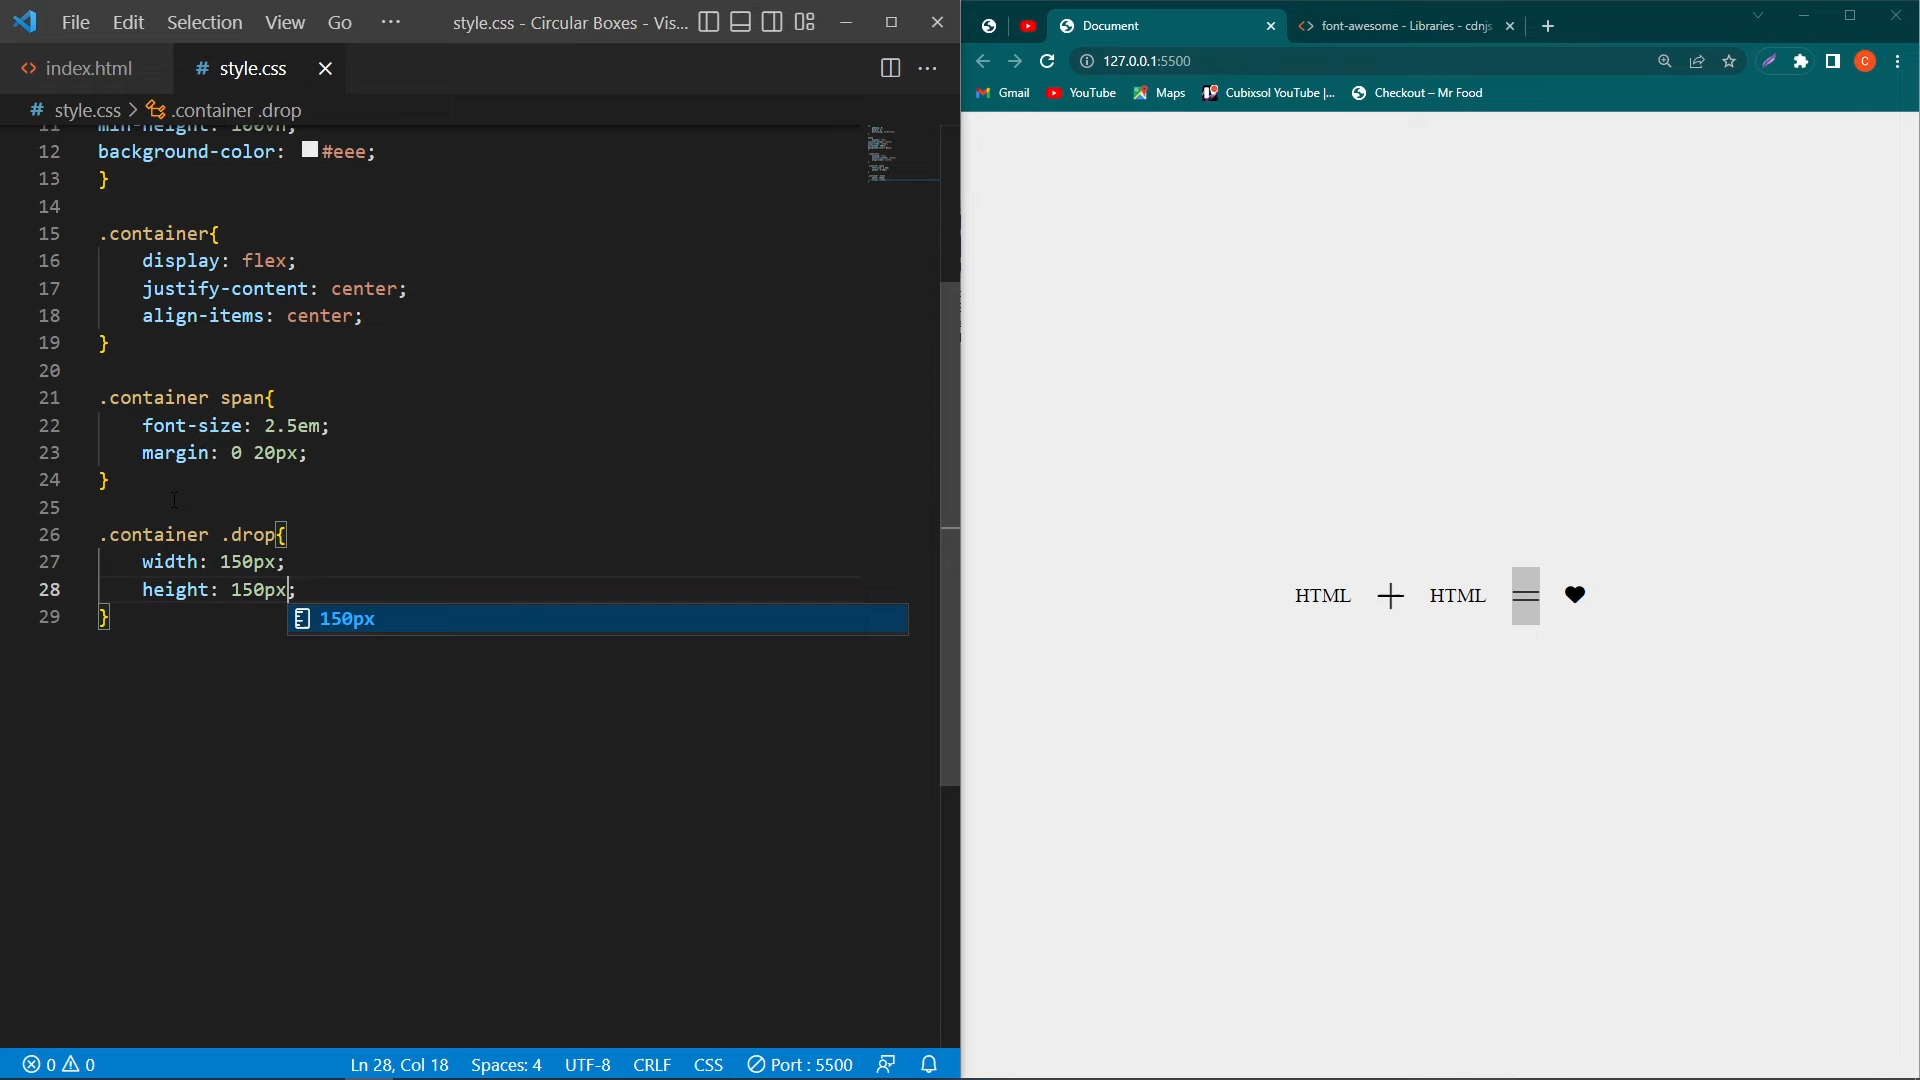 File Edit Selection View Go ··· style.css - Circular Boxes - Vis...
index.html # style.css
# style.css > .container .drop
11 min-height: 100vh;
12 background-color: #eee;
13 }
14
15 .container{
16 display: flex;
17 justify-content: center;
18 align-items: center;
19 }
20
21 .container span{
22 font-size: 2.5em;
23 margin: 0 20px;
24 }
25
26 .container .drop{
27 width: 150px;
28 height: 150px;
29 }
150px
0 0 Ln 28, Col 18 Spaces: 4 UTF-8 CRLF CSS Port : 5500
Document font-awesome - Libraries - cdnjs
127.0.0.1:5500 C
Gmail YouTube Maps Cubixsol YouTube |... Checkout – Mr Food
HTML + HTML =